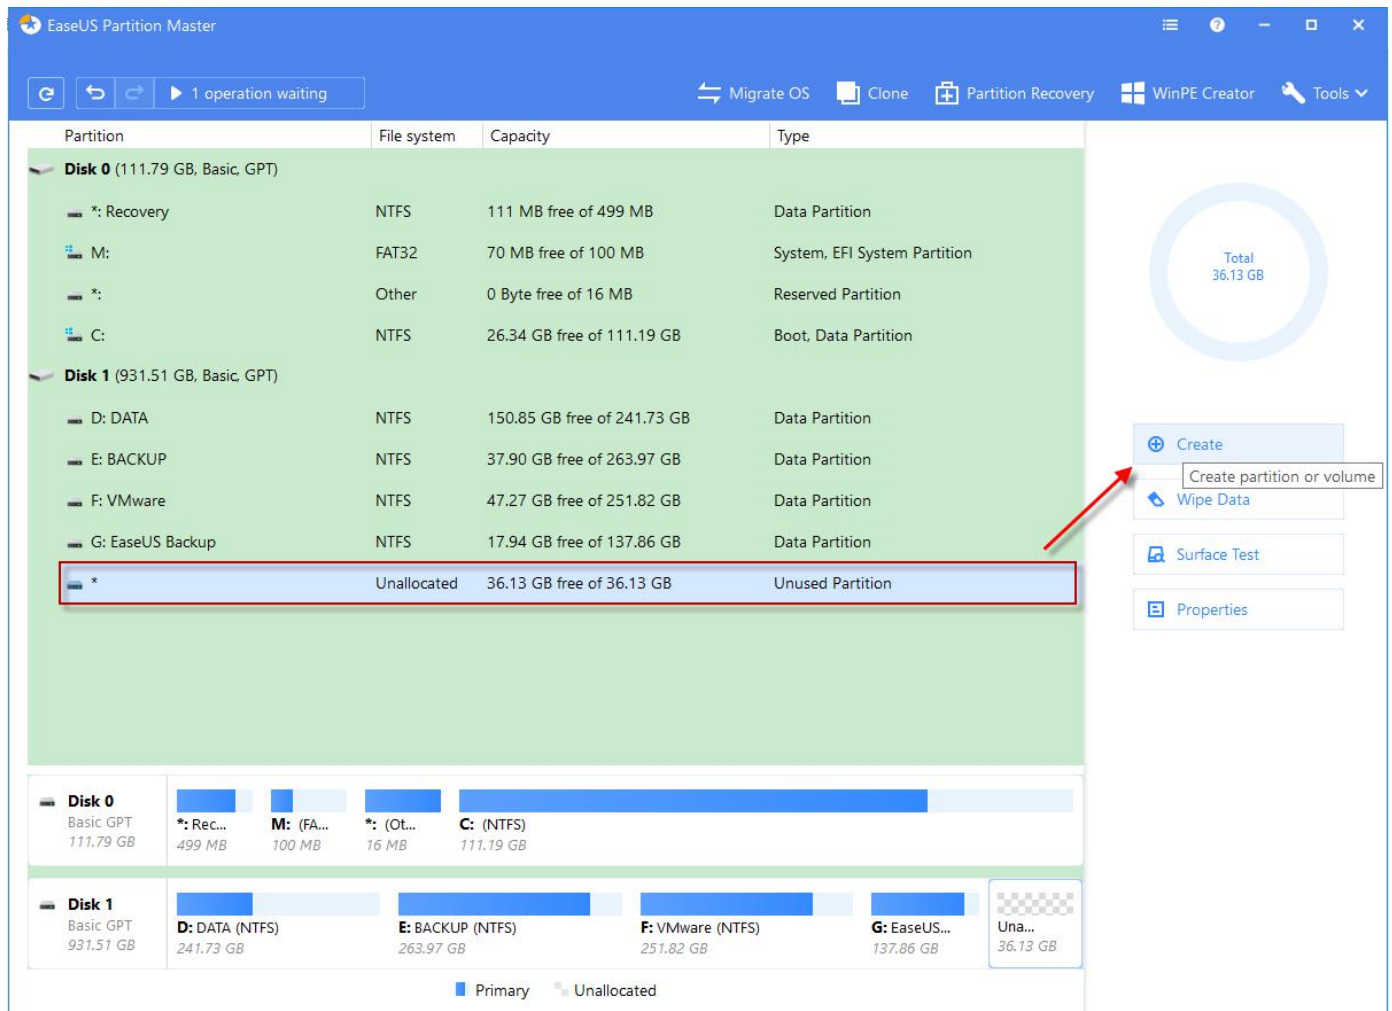 EaseUS Partition Master
1 operation waiting
Migrate OS
Clone
Partition Recovery
WinPE Creator
Tools
Partition File system Capacity Type
Disk 0 (111.79 GB, Basic, GPT)
*: Recovery NTFS 111 MB free of 499 MB Data Partition
M: FAT32 70 MB free of 100 MB System, EFI System Partition
*: Other 0 Byte free of 16 MB Reserved Partition
C: NTFS 26.34 GB free of 111.19 GB Boot, Data Partition
Disk 1 (931.51 GB, Basic, GPT)
D: DATA NTFS 150.85 GB free of 241.73 GB Data Partition
E: BACKUP NTFS 37.90 GB free of 263.97 GB Data Partition
F: VMware NTFS 47.27 GB free of 251.82 GB Data Partition
G: EaseUS Backup NTFS 17.94 GB free of 137.86 GB Data Partition
* Unallocated 36.13 GB free of 36.13 GB Unused Partition
Total
36.13 GB
Create
Create partition or volume
Wipe Data
Surface Test
Properties
Disk 0
Basic GPT
111.79 GB
*: Rec...
499 MB
M: (FA...
100 MB
*: (Ot...
16 MB
C: (NTFS)
111.19 GB
Disk 1
Basic GPT
931.51 GB
D: DATA (NTFS)
241.73 GB
E: BACKUP (NTFS)
263.97 GB
F: VMware (NTFS)
251.82 GB
G: EaseUS...
137.86 GB
Una...
36.13 GB
Primary
Unallocated